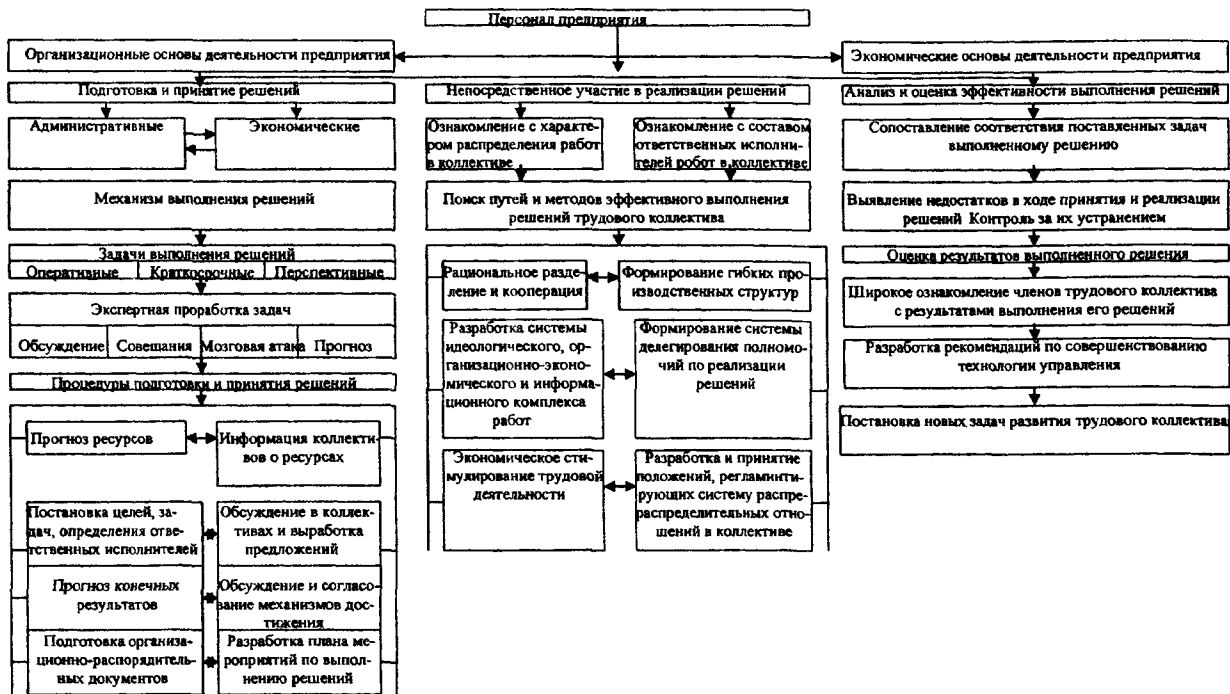 Персонал предприятия
Организационные основы деятельности предприятия
Экономические основы деятельности предприятия
Подготовка и принятие решений
Административные
Экономические
Механизм выполнения решений
Задачи выполнения решений
Оперативные
Краткосрочные
Перспективные
Экспертная проработка задач
Обсуждение
Совещания
Мозговая атака
Прогноз
Процедуры подготовки и принятия решений
Прогноз ресурсов
Информация коллекти-
вов о ресурсах
Постановка целей, за-
дач, определения отве-
тственных исполнителей
Обсуждение в коллек-
тивах и выработка
предложений
Прогноз конечных
результатов
Обсуждение и согласо-
вание механизмов дос-
тижения
Подготовка организа-
ционно-распорядитель-
ных документов
Разработка плана ме-
роприятий по выпол-
нению решений
Непосредственное участие в реализации решений
Ознакомление с характе-
ром распределения работ
в коллективе
Ознакомление с составом
ответственных исполни-
телей робот в коллективе
Поиск путей и методов эффективного выполнения
решений трудового коллектива
Рациональное разде-
ление и кооперация
Формирование гибких про-
изводственных структур
Разработка системы
идеологического, ор-
ганизационно-эконо-
мического и информа-
ционного комплекса
работ
Формирование системы
делегирования полномо-
чий по реализации
решений
Экономическое сти-
мулирование трудовой
деятельности
Разработка и принятие
положений, регламинти-
рующих систему распре-
распределительных отно-
шений в коллективе
Анализ и оценка эффективности выполнения решений
Сопоставление соответствия поставленных задач
выполненному решению
Выявление недостатков в ходе принятия и реализации
решений Контроль за их устранением
Оценка результатов выполненного решения
Широкое ознакомление членов трудового коллектива
с результатами выполнения его решений
Разработка рекомендаций по совершенствованию
технологии управления
Постановка новых задач развития трудового коллектива